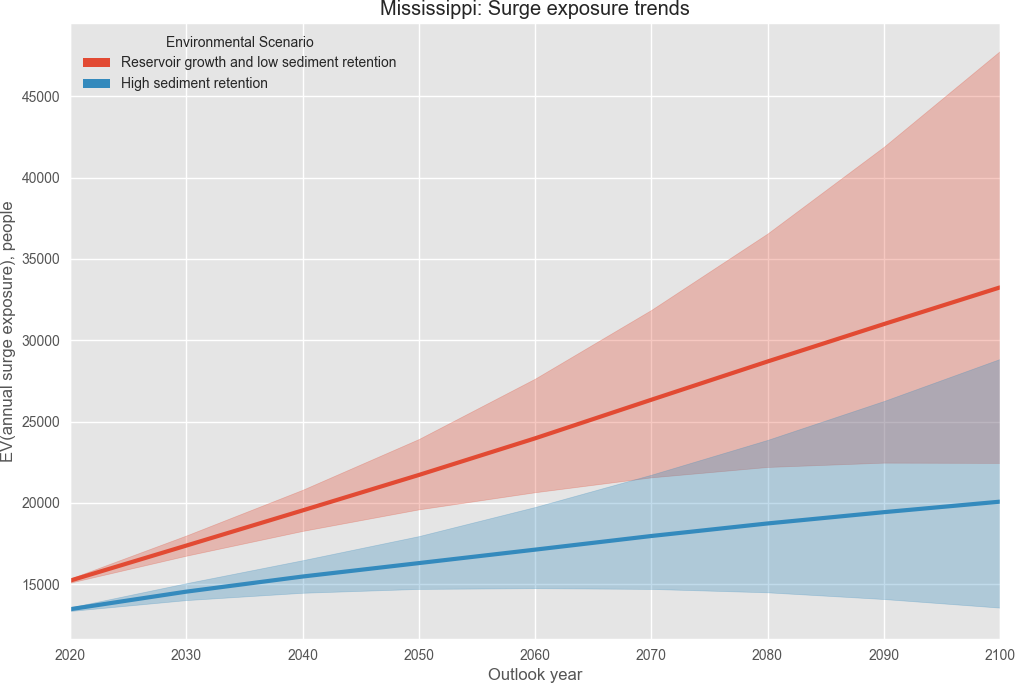 Mississippi: Surge exposure trends
Environmental Scenario
Reservoir growth and low sediment retention
High sediment retention
EV(annual surge exposure), people
45000
40000
35000
30000
25000
20000
15000
2020 2030 2040 2050 2060 2070 2080 2090 2100
Outlook year